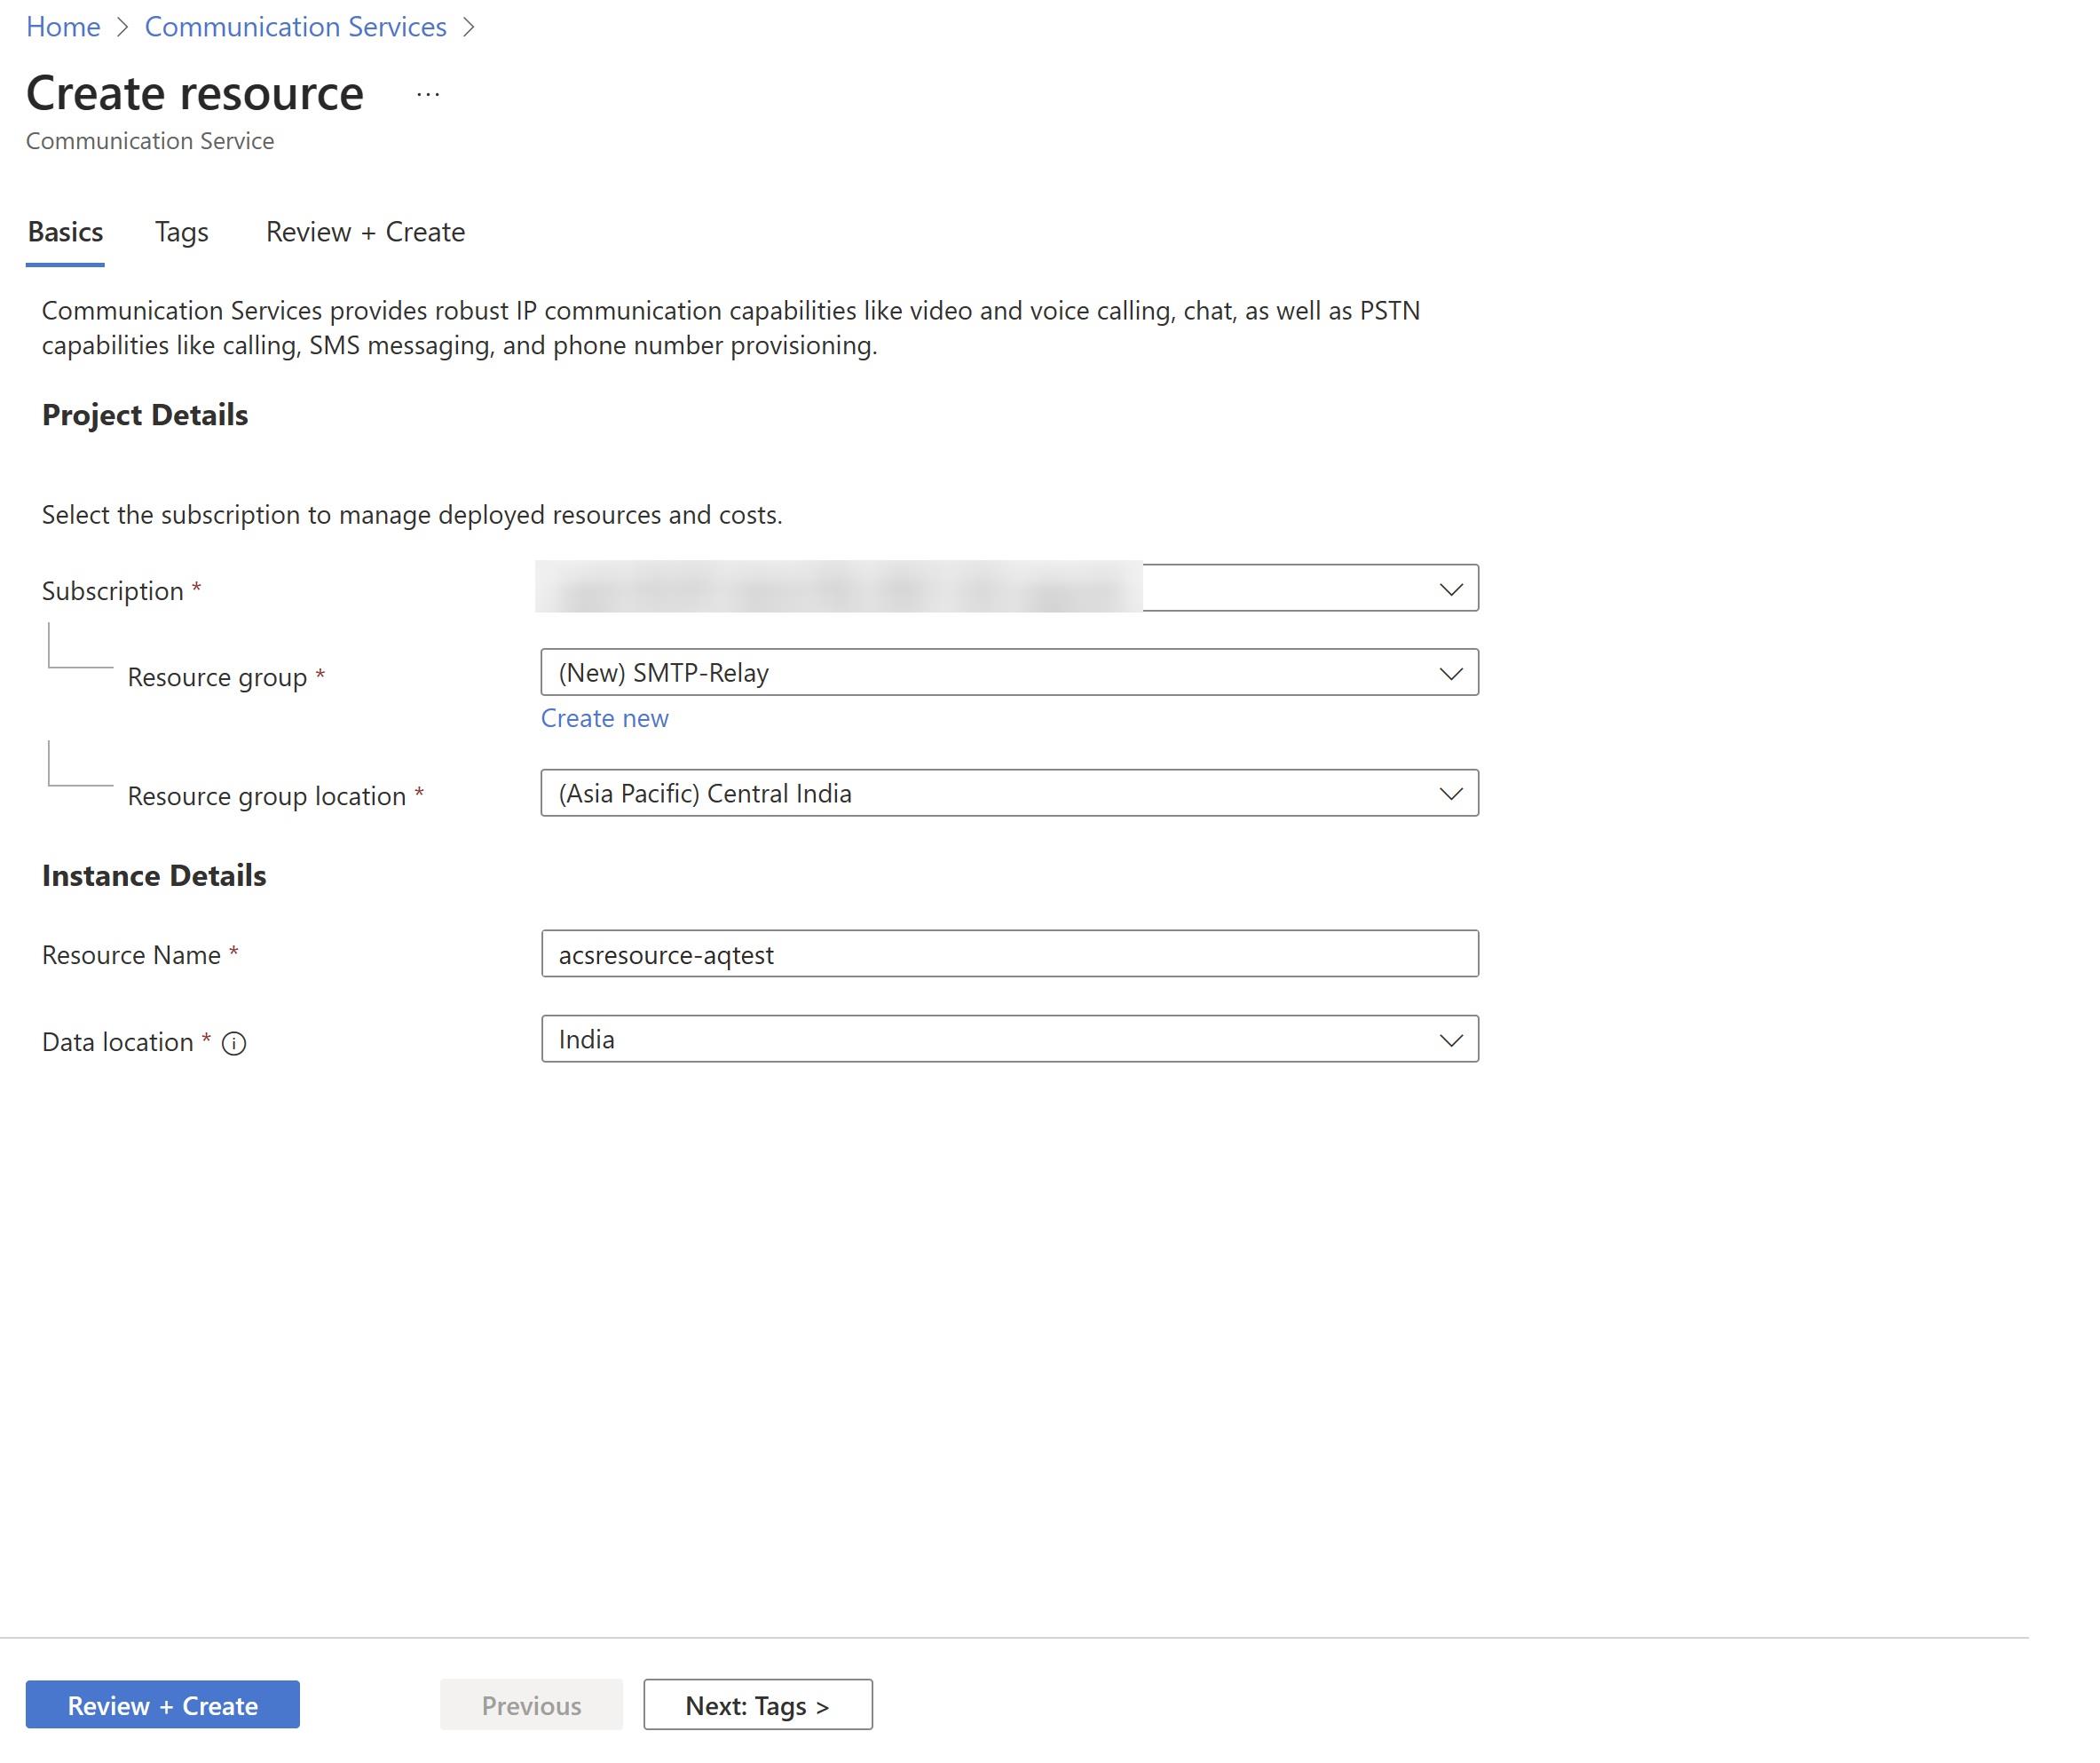 Home > Communication Services >
Create resource ...
Communication Service
Basics Tags Review + Create
Communication Services provides robust IP communication capabilities like video and voice calling, chat, as well as PSTN
capabilities like calling, SMS messaging, and phone number provisioning.
Project Details
Select the subscription to manage deployed resources and costs.
Subscription *
Resource group * (New) SMTP-Relay
Create new
Resource group location * (Asia Pacific) Central India
Instance Details
Resource Name * acsresource-aqtest
Data location * India
Review + Create Previous Next: Tags >